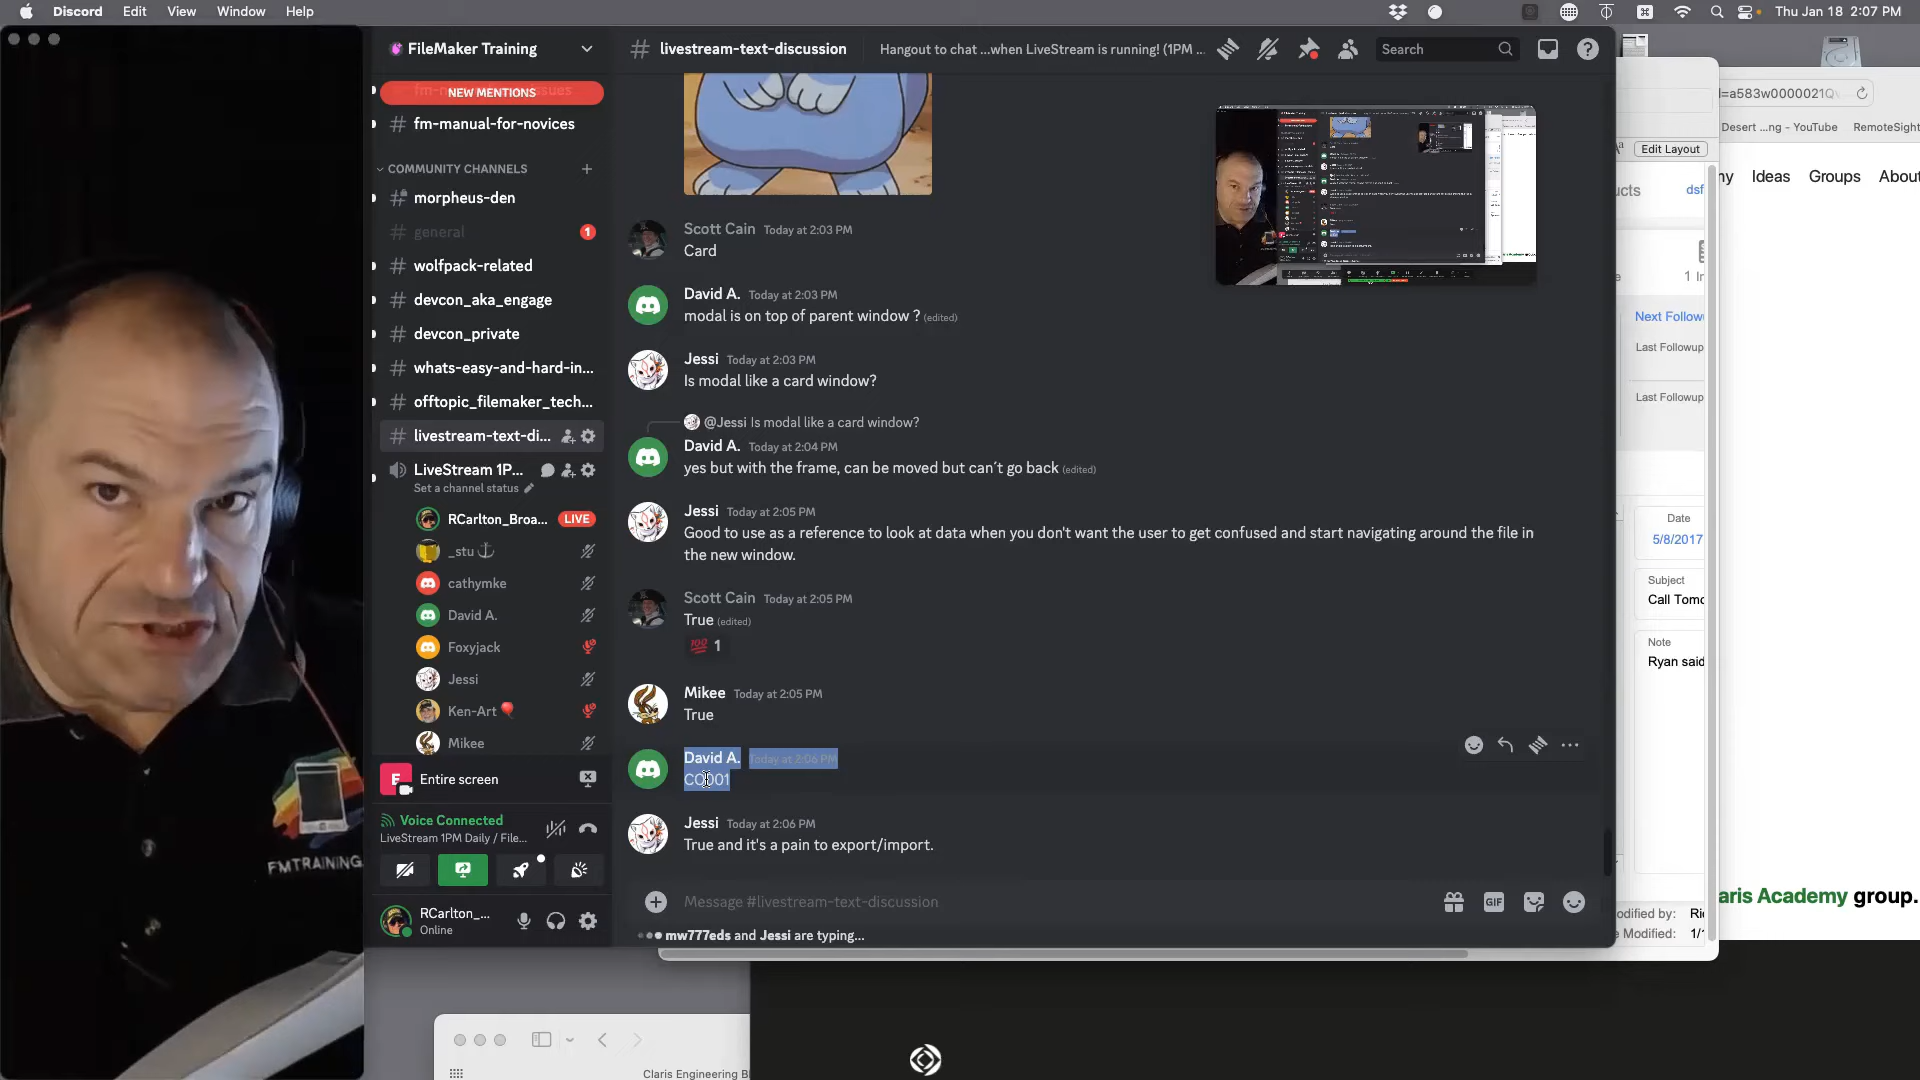 Discord Edit View Window Help
Thu Jan 18 2:07 PM
FileMaker Training
NEW MENTIONS
# fm-manual-for-novices
COMMUNITY CHANNELS
morpheus-den
general
1
wolfpack-related
devcon_aka_engage
devcon_private
whats-easy-and-hard-in...
offtopic_filemaker_tech...
livestream-text-di...
LiveStream 1P...
Set a channel status
RCarlton_Broa... LIVE
_stu
cathymke
David A.
Foxyjack
Jessi
Ken-Art
Mikee
Entire screen
Voice Connected
LiveStream 1PM Daily / File...
RCarlton_...
Online
# livestream-text-discussion
Hangout to chat ...when LiveStream is running! (1PM ...
Search
Scott Cain Today at 2:03 PM
Card
David A. Today at 2:03 PM
modal is on top of parent window ? (edited)
Jessi Today at 2:03 PM
Is modal like a card window?
@Jessi Is modal like a card window?
David A. Today at 2:04 PM
yes but with the frame, can be moved but can´t go back (edited)
Jessi Today at 2:05 PM
Good to use as a reference to look at data when you don't want the user to get confused and start navigating around the file in
the new window.
Scott Cain Today at 2:05 PM
True (edited)
💯 1
Mikee Today at 2:05 PM
True
David A. Today at 2:06 PM
Jessi Today at 2:06 PM
True and it's a pain to export/import.
Message #livestream-text-discussion
GIF
mw777eds and Jessi are typing...
FMTRAINING
Desert ...ng - YouTube
RemoteSight
Edit Layout
Ideas Groups About
ucts
dsf
Next Follow
Last Followup
Last Followup
Date
5/8/2017
Subject
Call Tomo
Note
Ryan said
aris Academy group.
odified by:
e Modified:
Claris Engineering B